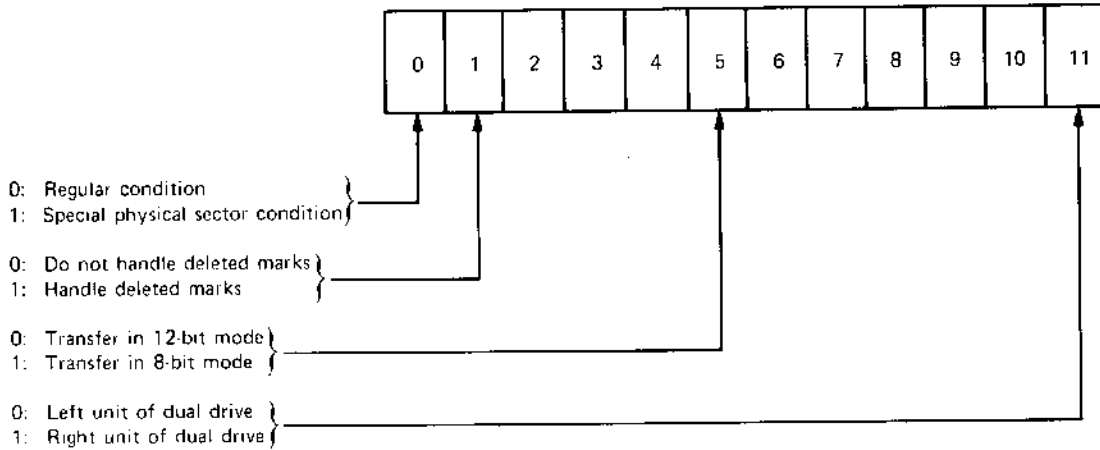 0 1 2 3 4 5 6 7 8 9 10 11
0: Regular condition
1: Special physical sector condition
0: Do not handle deleted marks
1: Handle deleted marks
0: Transfer in 12-bit mode
1: Transfer in 8-bit mode
0: Left unit of dual drive
1: Right unit of dual drive